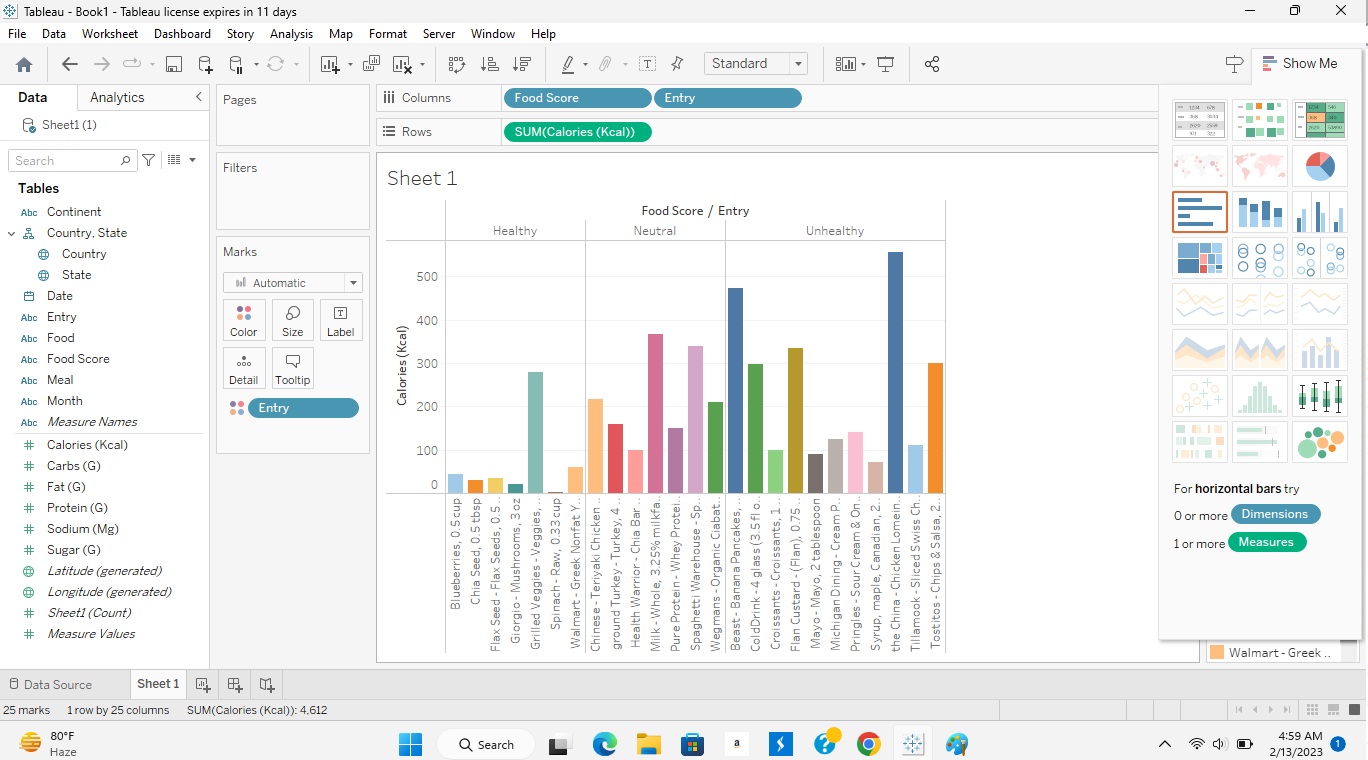 Tableau - Book1 - Tableau license expires in 11 days
File Data Worksheet Dashboard Story Analysis Map Format Server Window Help
Standard
Show Me
Data Analytics
Sheet1 (1)
Search
Tables
Abc Continent
Country, State
Country
State
Date
Abc Entry
Abc Food
Abc Food Score
Abc Meal
Abc Month
Abc Measure Names
Calories (Kcal)
Carbs (G)
Fat (G)
Protein (G)
Sodium (Mg)
Sugar (G)
Latitude (generated)
Longitude (generated)
Sheet1 (Count)
Measure Values
Pages
Filters
Marks
Automatic
Color Size Label
Detail Tooltip
Entry
Columns Food Score Entry
Rows SUM(Calories (Kcal))
Sheet 1
Food Score / Entry
Healthy Neutral Unhealthy
Calories (Kcal)
500
400
300
200
100
0
Blueberries, 0.5 cup
Chia Seed, 0.5 tbsp
Flax Seed - Flax Seeds, 0.5 ..
Giorgio - Mushrooms, 3 oz
Grilled Veggies - Veggies, ..
Spinach - Raw, 0.33 cup
Walmart - Greek Nonfat Y..
Chinese - Teriyaki Chicken ..
ground Turkey - Turkey, 4 ..
Health Warrior - Chia Bar..
Milk - Whole, 3.25% milkfa..
Pure Protein - Whey Protei..
Spaghetti Warehouse - Sp..
Wegmans - Organic Ciabat..
Beast - Banana Pancakes, ..
ColdDrink - 4 glass (3.5 fl o..
Croissants - Croissants, 1 ..
Flan Custard - (Flan), 0.75 ..
Mayo - Mayo, 2 tablespoon
Michigan Dining - Cream P..
Pringles - Sour Cream & On..
Syrup, maple, Canadian, 2..
the China - Chicken Lomein..
Tillamook - Sliced Swiss Ch..
Tostitos - Chips & Salsa, 2..
For horizontal bars try
0 or more Dimensions
1 or more Measures
Walmart - Greek ..
Data Source Sheet 1
25 marks 1 row by 25 columns SUM(Calories (Kcal)): 4,612
80°F
Haze
Search
4:59 AM
2/13/2023
1